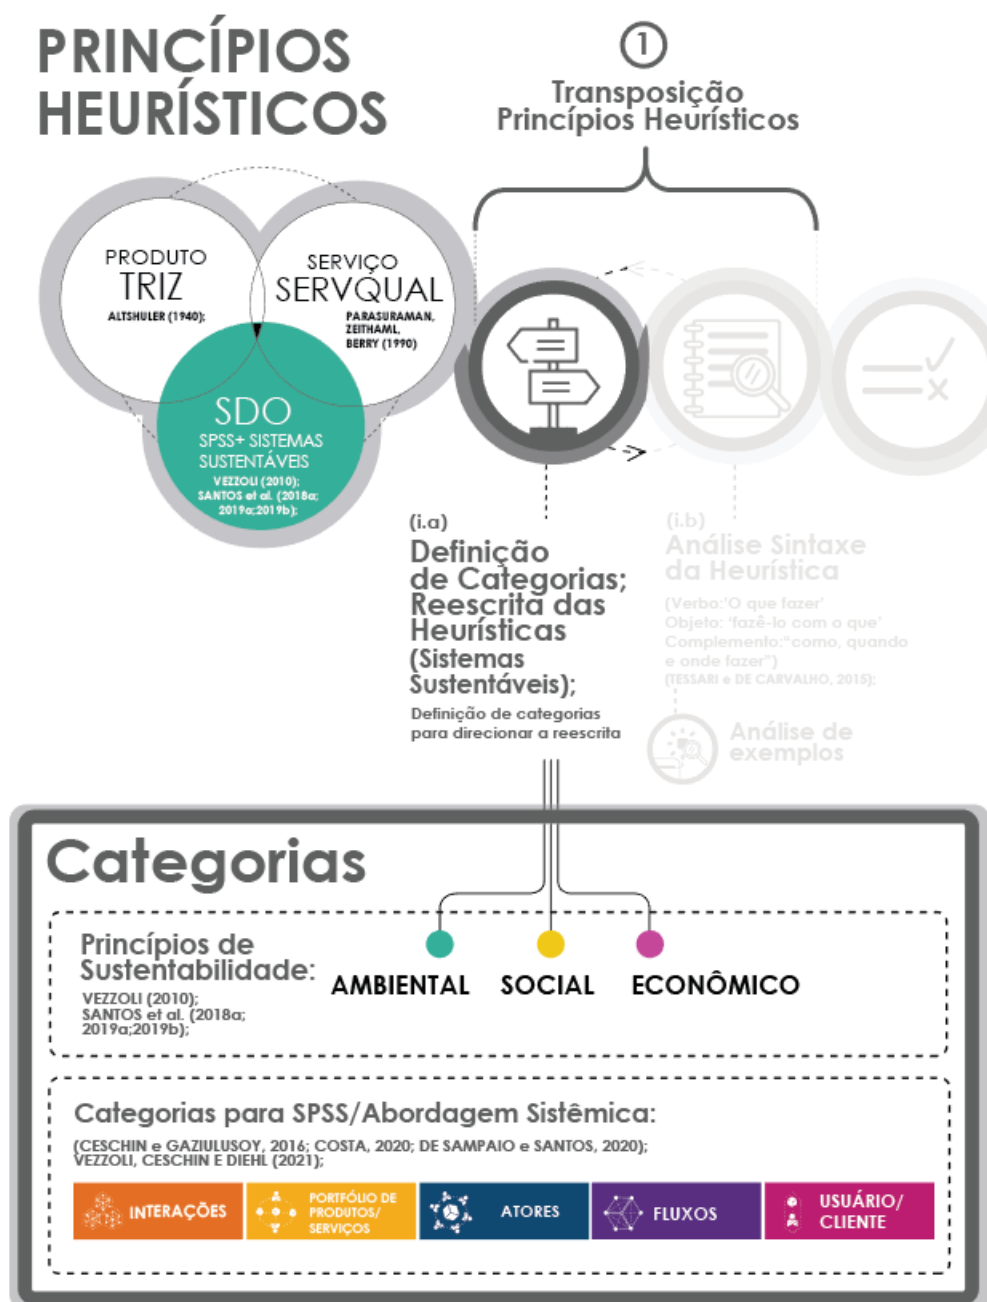 PRINCÍPIOS
HEURÍSTICOS
1
Transposição
Princípios Heurísticos
PRODUTO
TRIZ
ALTSHULER (1940);
SERVIÇO
SERVQUAL
PARASURAMAN,
ZEITHAML,
BERRY (1990)
SDO
SPSS+ SISTEMAS
SUSTENTÁVEIS
VEZZOLI (2010);
SANTOS et al. (2018a;
2019a;2019b);
(i.a)
Definição
de Categorias;
Reescrita das
Heurísticas
(Sistemas
Sustentáveis);
Definição de categorias
para direcionar a reescrita
(i.b)
Análise Sintaxe
da Heurística
(Verbo:'O que fazer'
Objeto: 'fazê-lo com o que'
Complemento:"como, quando
e onde fazer")
(TESSARI e DE CARVALHO, 2015);
Análise de
exemplos
Categorias
Princípios de
Sustentabilidade:
VEZZOLI (2010);
SANTOS et al. (2018a;
2019a;2019b);
AMBIENTAL
SOCIAL
ECONÔMICO
Categorias para SPSS/Abordagem Sistêmica:
(CESCHIN e GAZIULUSOY, 2016; COSTA, 2020; DE SAMPAIO e SANTOS, 2020);
VEZZOLI, CESCHIN E DIEHL (2021);
INTERAÇÕES
PORTFÓLIO DE
PRODUTOS/
SERVIÇOS
ATORES
FLUXOS
USUÁRIO/
CLIENTE